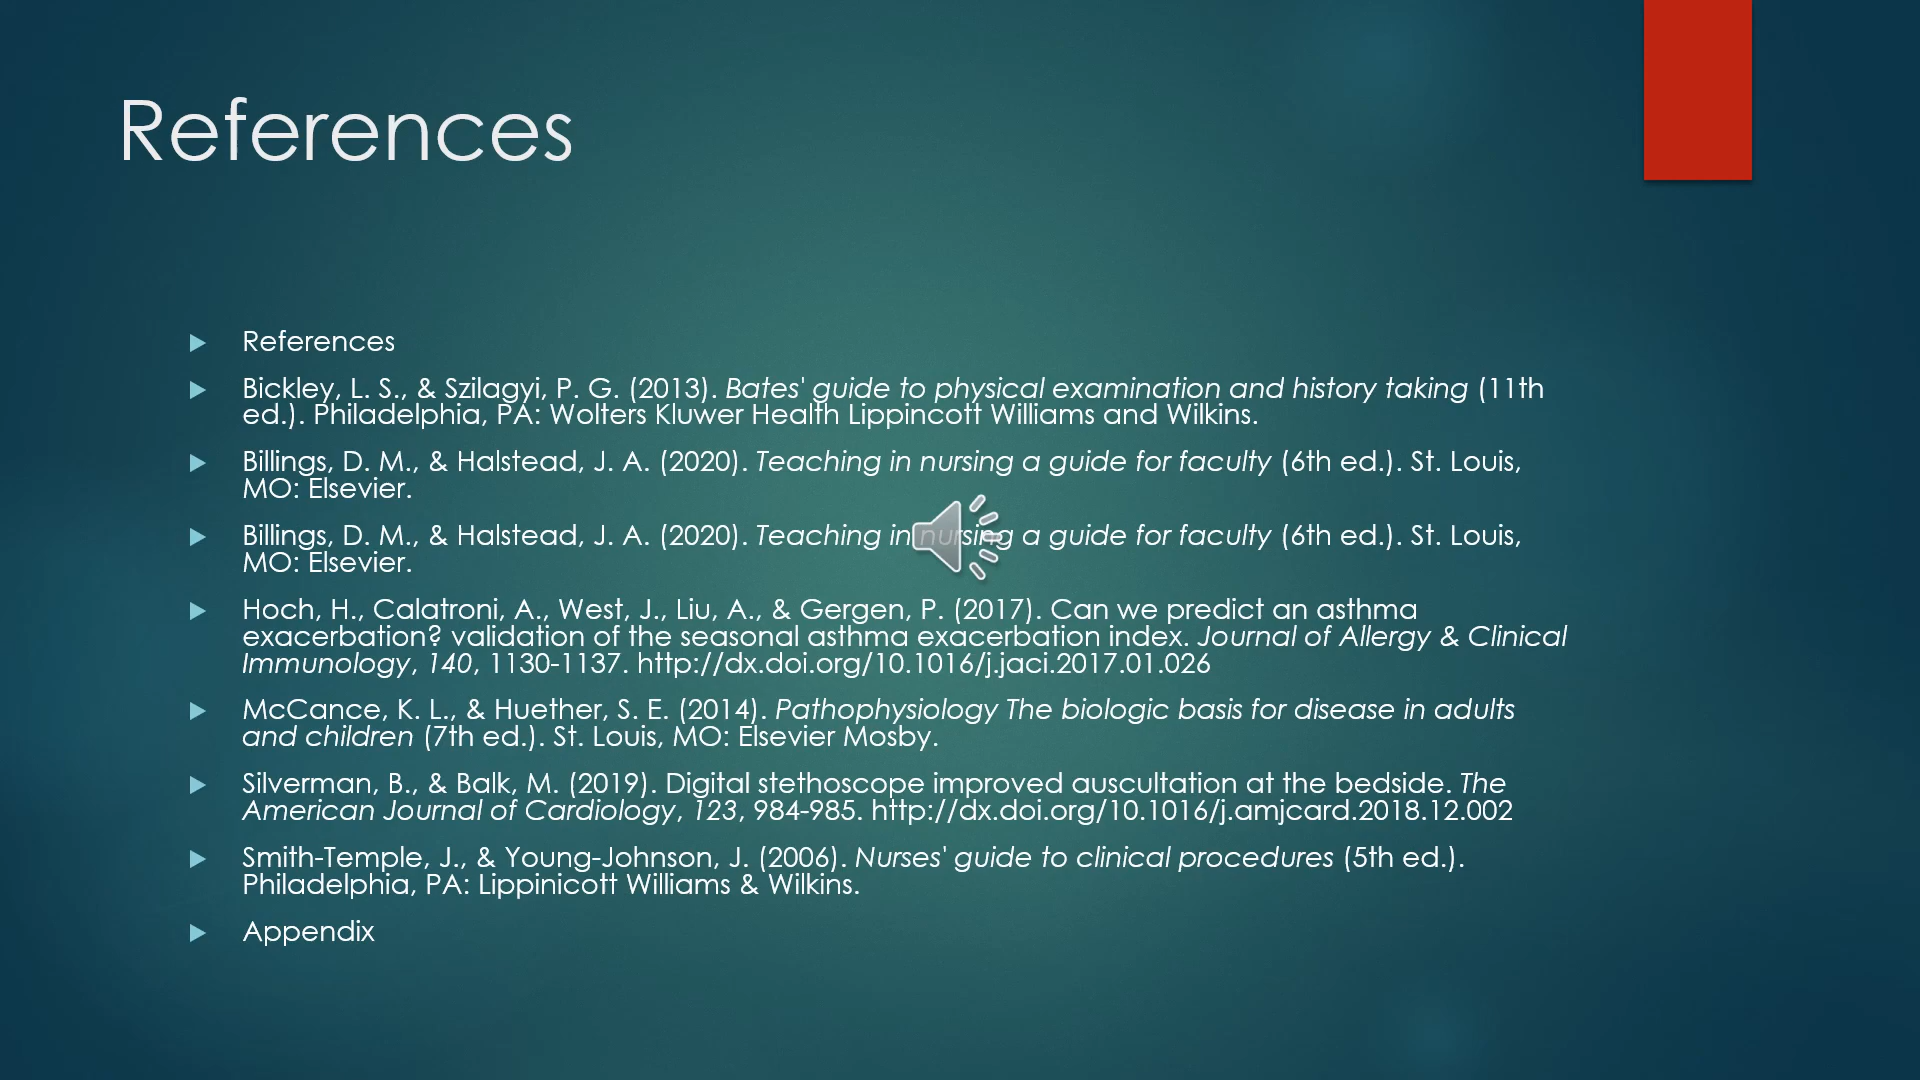 References
References
Bickley, L. S., & Szilagyi, P. G. (2013). Bates' guide to physical examination and history taking (11th
ed.). Philadelphia, PA: Wolters Kluwer Health Lippincott Williams and Wilkins.
Billings, D. M., & Halstead, J. A. (2020). Teaching in nursing a guide for faculty (6th ed.). St. Louis,
MO: Elsevier.
Billings, D. M., & Halstead, J. A. (2020). Teaching in nursing a guide for faculty (6th ed.). St. Louis,
MO: Elsevier.
Hoch, H., Calatroni, A., West, J., Liu, A., & Gergen, P. (2017). Can we predict an asthma
exacerbation? validation of the seasonal asthma exacerbation index. Journal of Allergy & Clinical
Immunology, 140, 1130-1137. http://dx.doi.org/10.1016/j.jaci.2017.01.026
McCance, K. L., & Huether, S. E. (2014). Pathophysiology The biologic basis for disease in adults
and children (7th ed.). St. Louis, MO: Elsevier Mosby.
Silverman, B., & Balk, M. (2019). Digital stethoscope improved auscultation at the bedside. The
American Journal of Cardiology, 123, 984-985. http://dx.doi.org/10.1016/j.amjcard.2018.12.002
Smith-Temple, J., & Young-Johnson, J. (2006). Nurses' guide to clinical procedures (5th ed.).
Philadelphia, PA: Lippinicott Williams & Wilkins.
Appendix